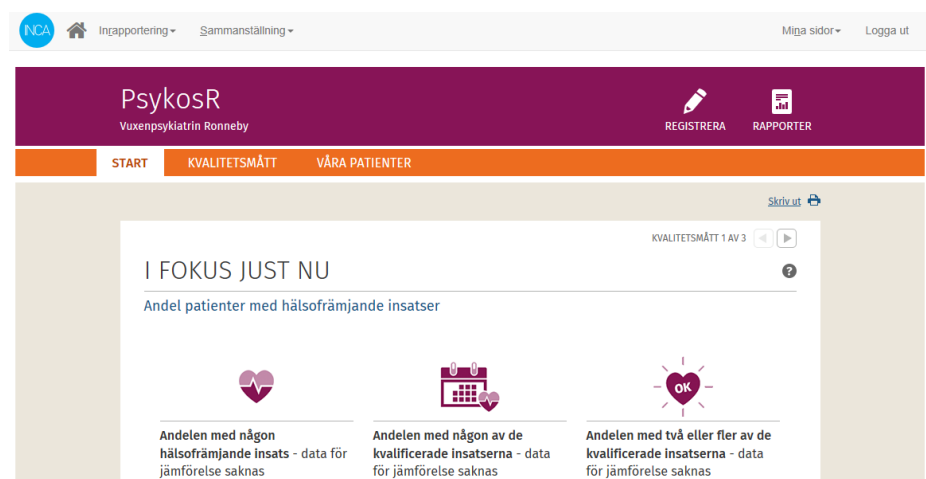 INCA Inrapportering Sammanställning Mina sidor Logga ut
PsykosR
Vuxenpsykiatrin Ronneby
REGISTRERA RAPPORTER
START KVALITETSMÅTT VÅRA PATIENTER
Skriv ut
KVALITETSMÅTT 1 AV 3
I FOKUS JUST NU
?
Andel patienter med hälsofrämjande insatser
OK
Andelen med någon
hälsofrämjande insats - data för
jämförelse saknas
Andelen med någon av de
kvalificerade insatserna - data
för jämförelse saknas
Andelen med två eller fler av de
kvalificerade insatserna - data
för jämförelse saknas